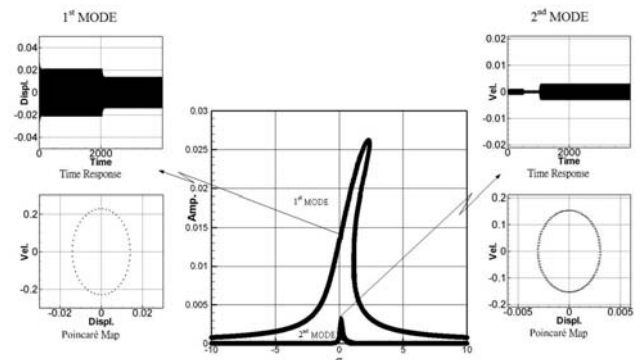 1st MODE
2nd MODE
0.04
0.02
0
-0.02
-0.04
Displ.
0
2000
Time
Time Response
0.02
0.01
0
-0.01
-0.02
Vel.
0
2000
Time
Time Response
0.2
0
-0.2
Vel.
-0.02
0
0.02
Displ.
Poincaré Map
0.03
0.025
0.02
0.015
0.01
0.005
0
Amp.
1st MODE
2nd MODE
-10
-5
0
5
10
0.2
0.1
0
-0.1
-0.2
Vel.
-0.005
0
0.005
Displ.
Poincaré Map